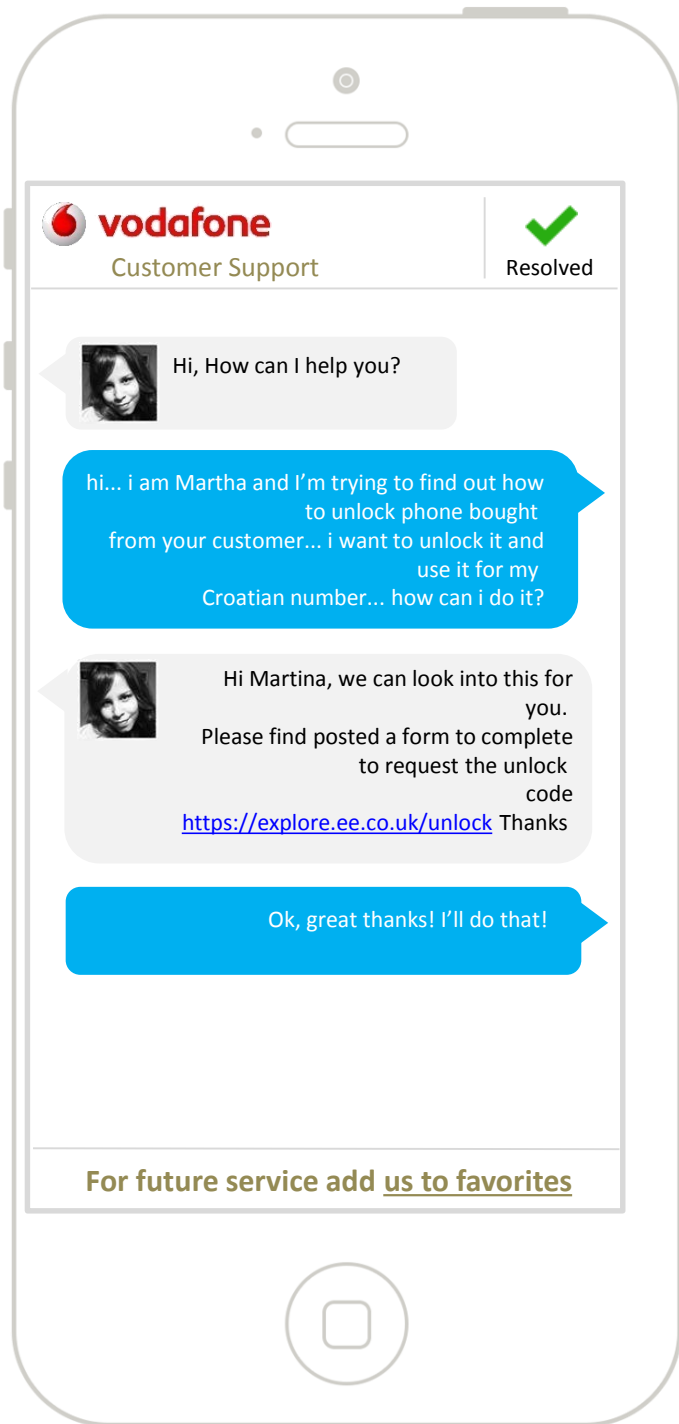 vodafone
Customer Support
Resolved
Hi, How can I help you?
hi... i am Martha and I’m trying to find out how
to unlock phone bought
from your customer... i want to unlock it and
use it for my
Croatian number... how can i do it?
Hi Martina, we can look into this for
you.
Please find posted a form to complete
to request the unlock
code
https://explore.ee.co.uk/unlock Thanks
Ok, great thanks! I’ll do that!
For future service add us to favorites